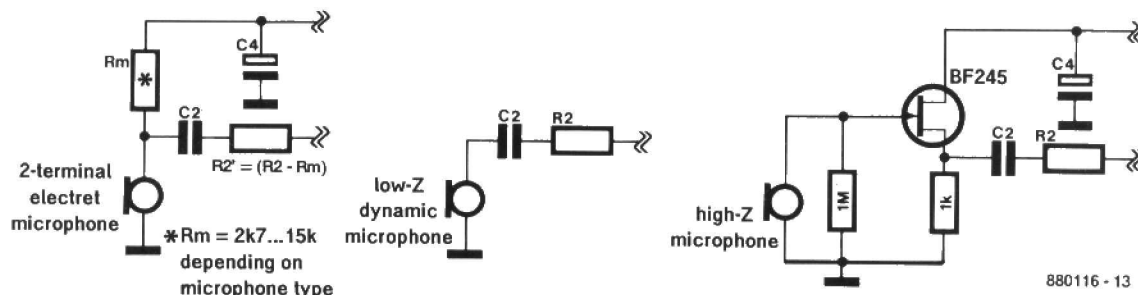 Rm
*
C4
C2
R2' = (R2 - Rm)
2-terminal
electret
microphone
* Rm = 2k7...15k
depending on
microphone type
C2
R2
low-Z
dynamic
microphone
BF245
C4
C2
R2
1M
1k
high-Z
microphone
880116 - 13